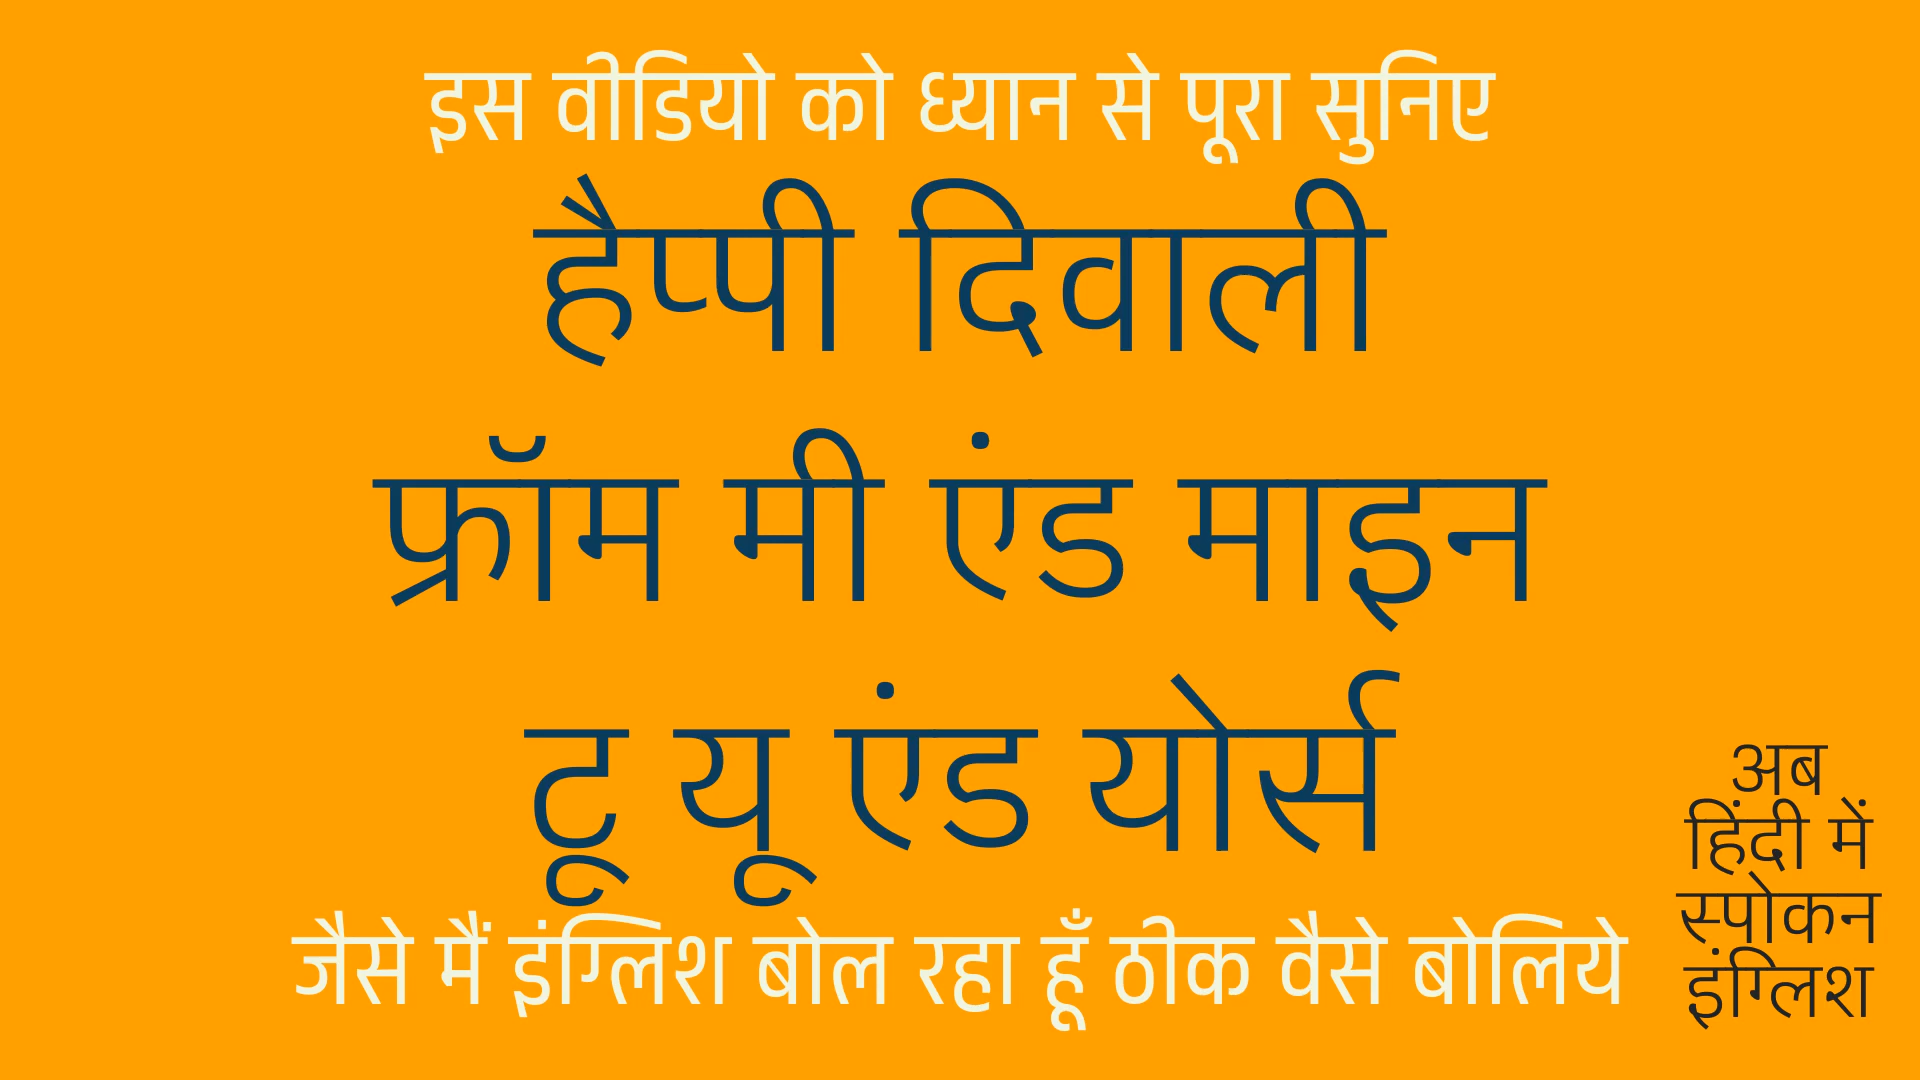 इस वीडियो को ध्यान से पूरा सुनिए
हैप्पी दिवाली
फ्रॉम मी एंड माइन
टू यू एंड योर्स
जैसे मैं इंग्लिश बोल रहा हूँ ठीक वैसे बोलिये
अब
हिंदी में
स्पोकन
इंग्लिश